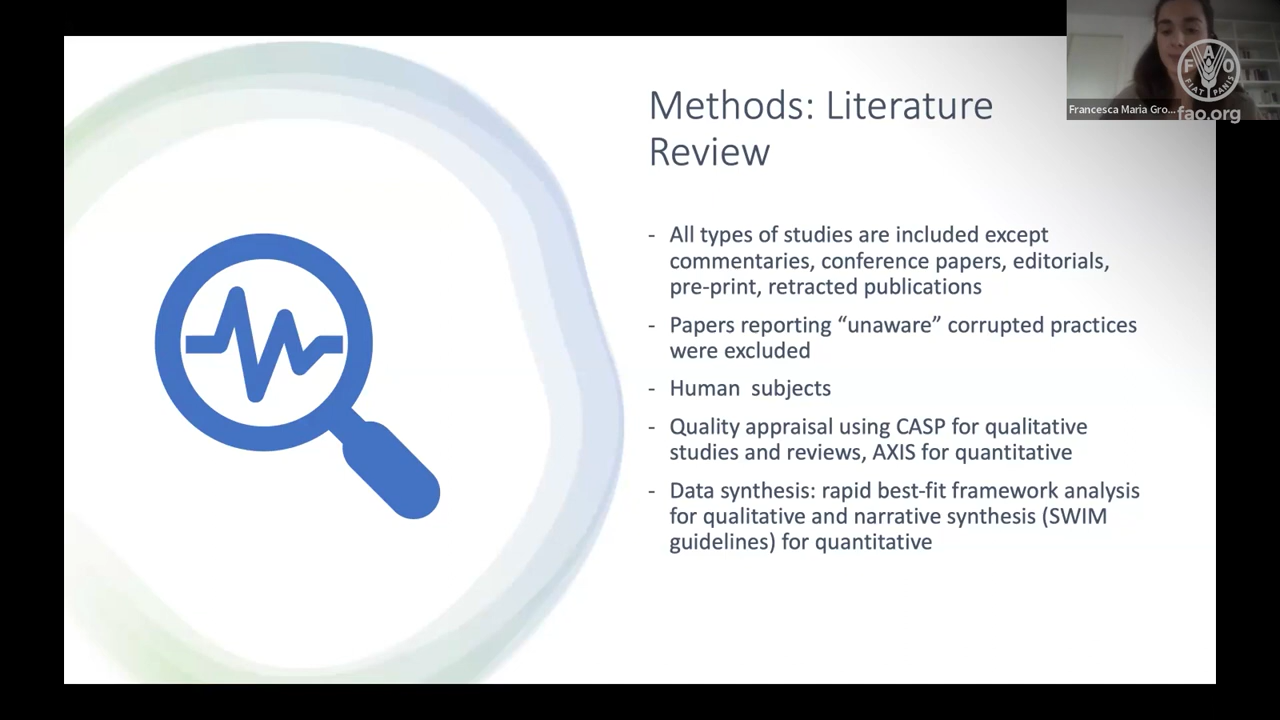 Methods: Literature
Review
- All types of studies are included except
commentaries, conference papers, editorials,
pre-print, retracted publications
- Papers reporting “unaware” corrupted practices
were excluded
- Human  subjects
- Quality appraisal using CASP for qualitative
studies and reviews, AXIS for quantitative
- Data synthesis: rapid best-fit framework analysis
for qualitative and narrative synthesis (SWIM
guidelines) for quantitative
Francesca Maria Gro...
F A O
FIAT PANIS
fao.org